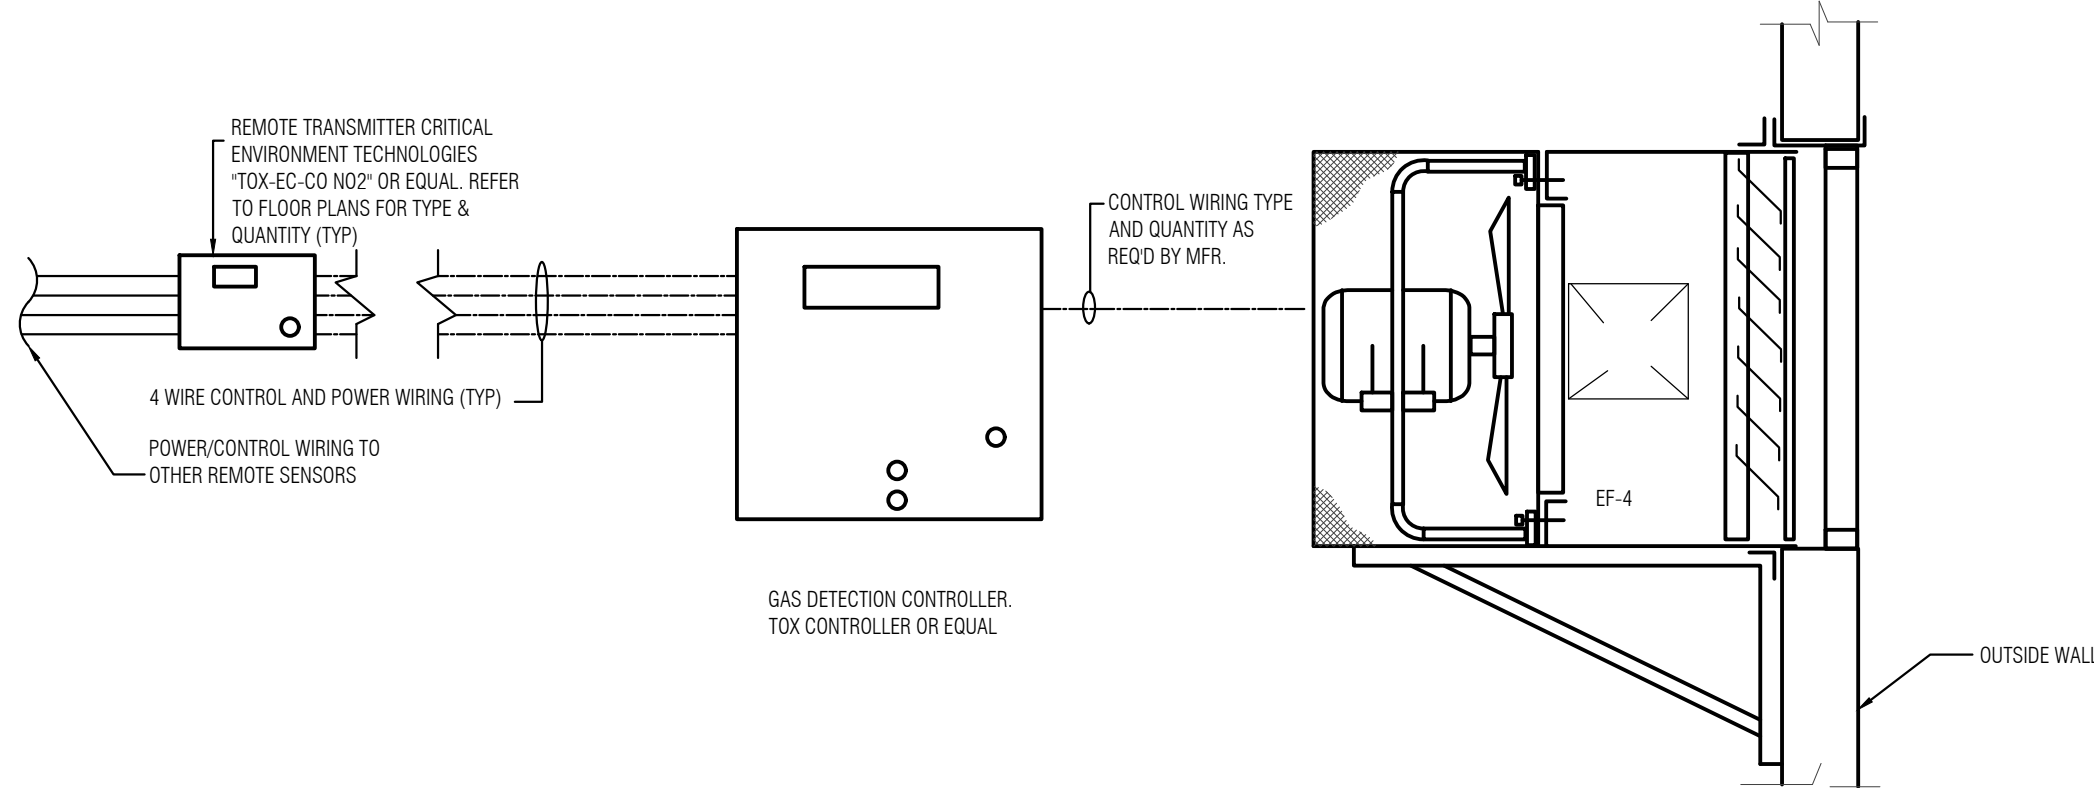 REMOTE TRANSMITTER CRITICAL
ENVIRONMENT TECHNOLOGIES
"TOX-EC-CO NO2" OR EQUAL. REFER
TO FLOOR PLANS FOR TYPE &
QUANTITY (TYP)
4 WIRE CONTROL AND POWER WIRING (TYP)
POWER/CONTROL WIRING TO
OTHER REMOTE SENSORS
GAS DETECTION CONTROLLER.
TOX CONTROLLER OR EQUAL
CONTROL WIRING TYPE
AND QUANTITY AS
REQ'D BY MFR.
EF-4
OUTSIDE WALL